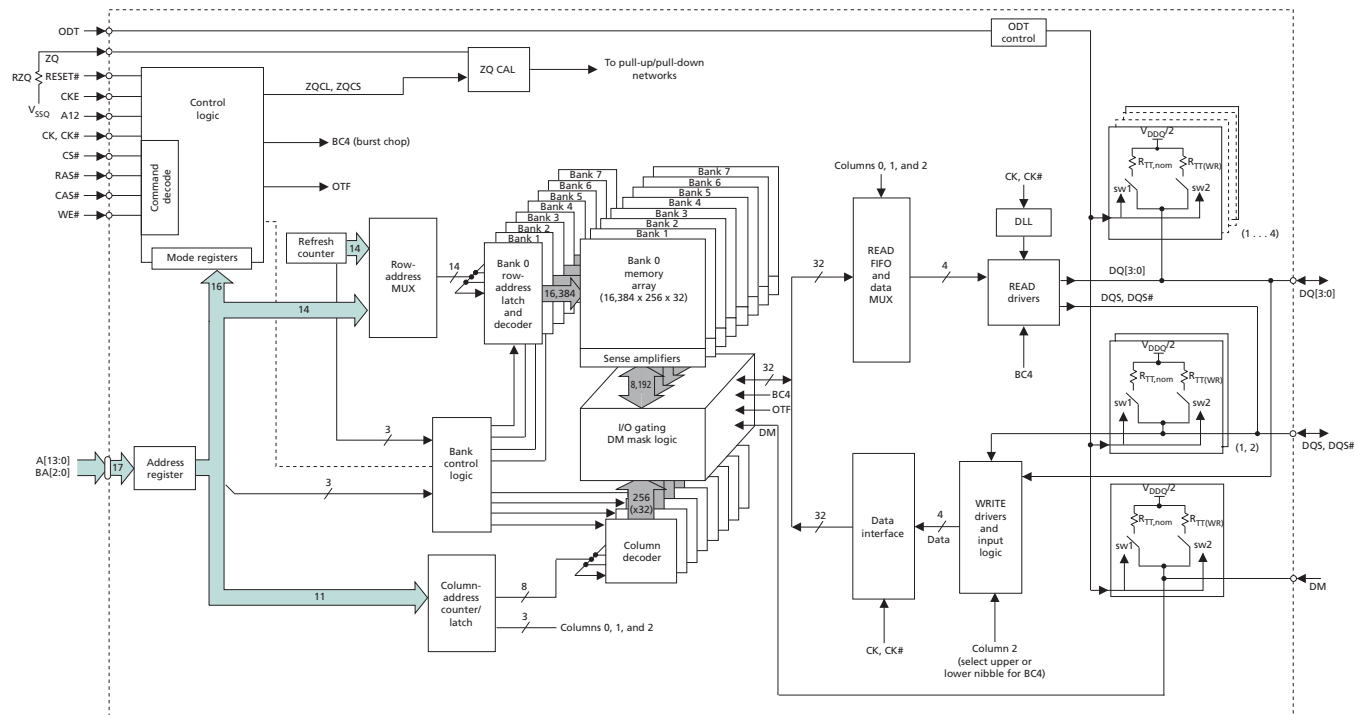 ODT
ODT
control
ZQ
RZQ
VSSQ
RESET#
CKE
A12
CK, CK#
CS#
RAS#
CAS#
WE#
Control
logic
Command
decode
Mode registers
ZQCL, ZQCS
ZQ CAL
To pull-up/pull-down
networks
BC4 (burst chop)
OTF
Refresh
counter
14
Row-
address
MUX
14
16
14
Bank 7
Bank 6
Bank 5
Bank 4
Bank 3
Bank 2
Bank 1
Bank 0
row-
address
latch
and
decoder
16,384
Bank 7
Bank 6
Bank 5
Bank 4
Bank 3
Bank 2
Bank 1
Bank 0
memory
array
(16,384 x 256 x 32)
Sense amplifiers
8,192
I/O gating
DM mask logic
32
BC4
OTF
DM
256
(x32)
Column
decoder
3
3
Bank
control
logic
A[13:0]
BA[2:0]
17
Address
register
11
Column-
address
counter/
latch
8
3
Columns 0, 1, and 2
Columns 0, 1, and 2
32
READ
FIFO
and
data
MUX
4
CK, CK#
DLL
READ
drivers
BC4
DQ[3:0]
DQS, DQS#
32
Data
interface
CK, CK#
4
Data
WRITE
drivers
and
input
logic
Column 2
(select upper or
lower nibble for BC4)
VDDQ/2
RTT,nom
RTT(WR)
sw1
sw2
(1 . . . 4)
DQ[3:0]
VDDQ/2
RTT,nom
RTT(WR)
sw1
sw2
(1, 2)
DQS, DQS#
VDDQ/2
RTT,nom
RTT(WR)
sw1
sw2
DM